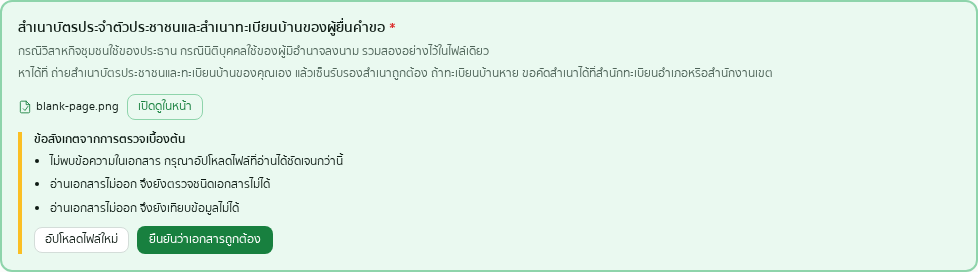 สำเนาบัตรประจำตัวประชาชนและสำเนาทะเบียนบ้านของผู้ยื่นคำขอ *
กรณีวิสาหกิจชุมชนใช้ของประธาน กรณีนิติบุคคลใช้ของผู้มีอำนาจลงนาม รวมสองอย่างไว้ในไฟล์เดียว
หาได้ที่ ถ่ายสำเนาบัตรประชาชนและทะเบียนบ้านของคุณเอง แล้วเซ็นรับรองสำเนาถูกต้อง ถ้าทะเบียนบ้านหาย ขอคัดสำเนาได้ที่สำนักทะเบียนอำเภอหรือสำนักงานเขต
blank-page.png เปิดดูในหน้า
ข้อสังเกตจากการตรวจเบื้องต้น
• ไม่พบข้อความในเอกสาร กรุณาอัปโหลดไฟล์ที่อ่านได้ชัดเจนกว่านี้
• อ่านเอกสารไม่ออก จึงยังตรวจชนิดเอกสารไม่ได้
• อ่านเอกสารไม่ออก จึงยังเทียบข้อมูลไม่ได้
อัปโหลดไฟล์ใหม่ ยืนยันว่าเอกสารถูกต้อง